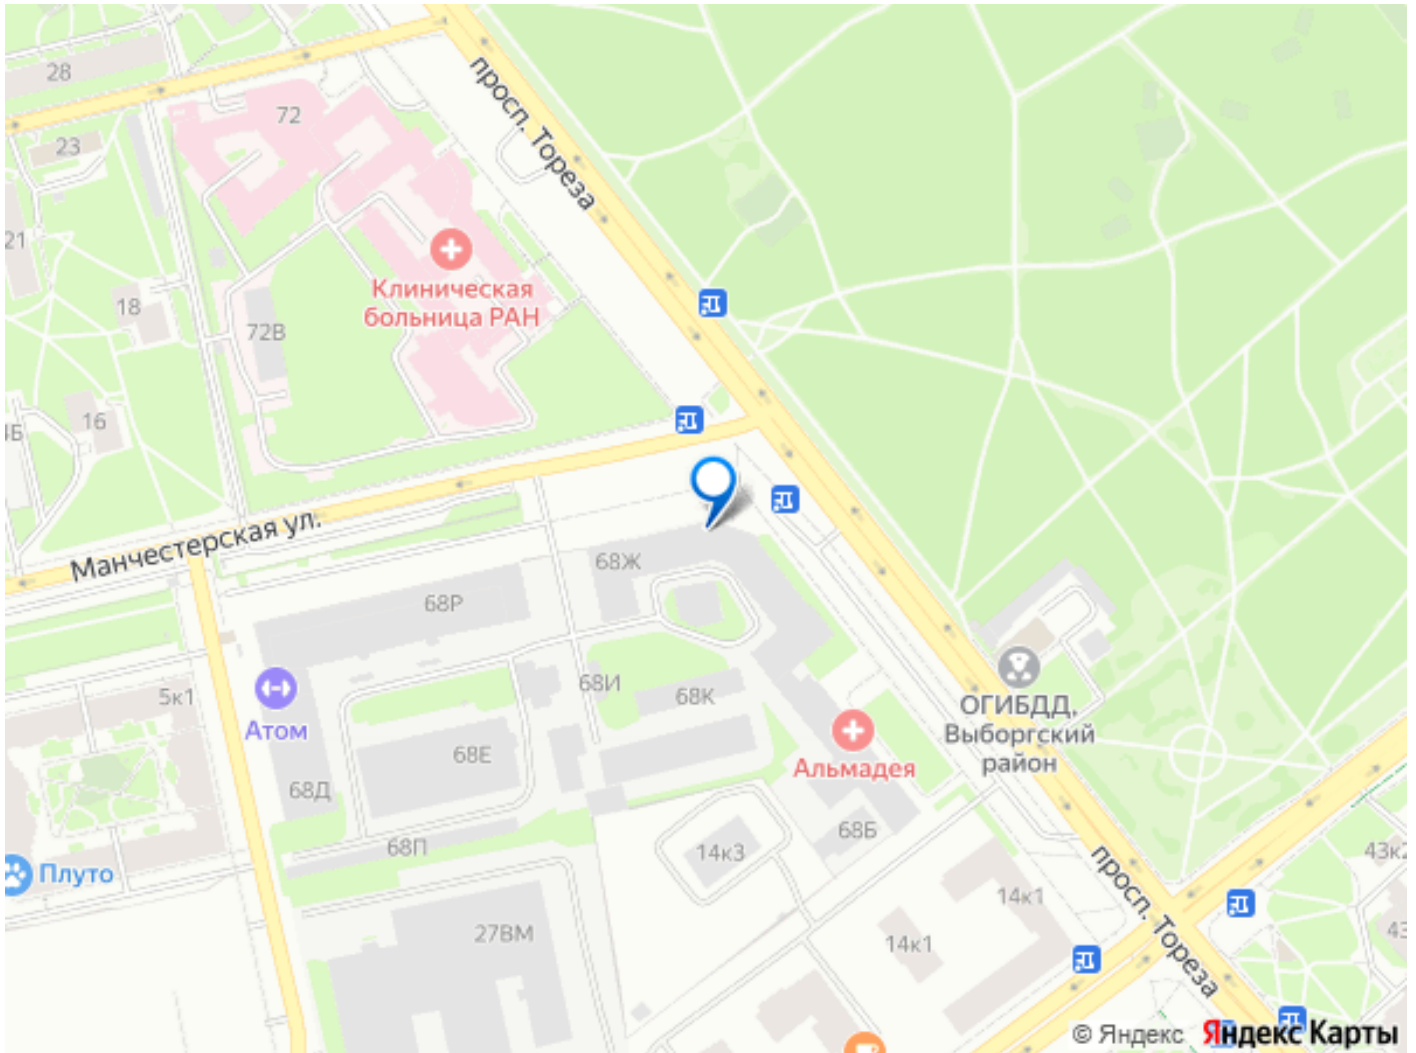 28
просп. Тореза
72
23
21
Клиническая
больница РАН
18
72В
16
4Б
Манчестерская ул.
68Ж
68Р
5к1
Атом
68И
68К
ОГИБДД,
Выборгский
район
68Е
Альмадея
68Д
68Б
68П
14к3
43к2
Плуто
просп. Тореза
14к1
27ВМ
14к1
43
© Яндекс Яндекс Карты